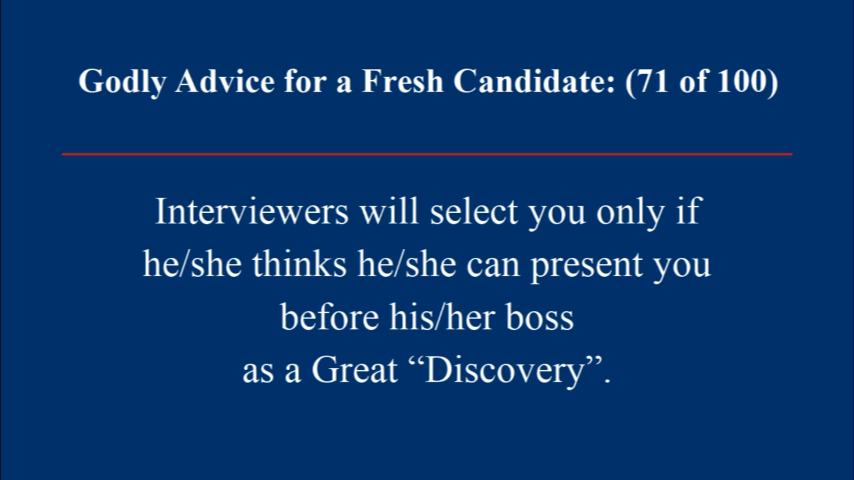 Godly Advice for a Fresh Candidate: (71 of 100)
Interviewers will select you only if
he/she thinks he/she can present you
before his/her boss
as a Great “Discovery”.